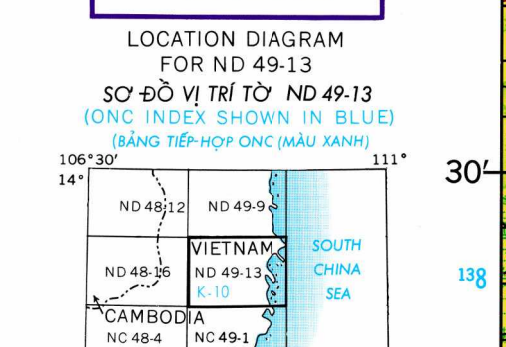 LOCATION DIAGRAM
FOR ND 49-13
SƠ ĐỒ VỊ TRÍ TỜ ND 49-13
(ONC INDEX SHOWN IN BLUE)
(BẢNG TIẾP-HỢP ONC (MÀU XANH)
106°30' 111°
14°
30'
ND 48-12 ND 49-9
VIETNAM
ND 48-16 ND 49-13
K-10
SOUTH
CHINA
SEA
138
CAMBODIA
NC 48-4 NC 49-1